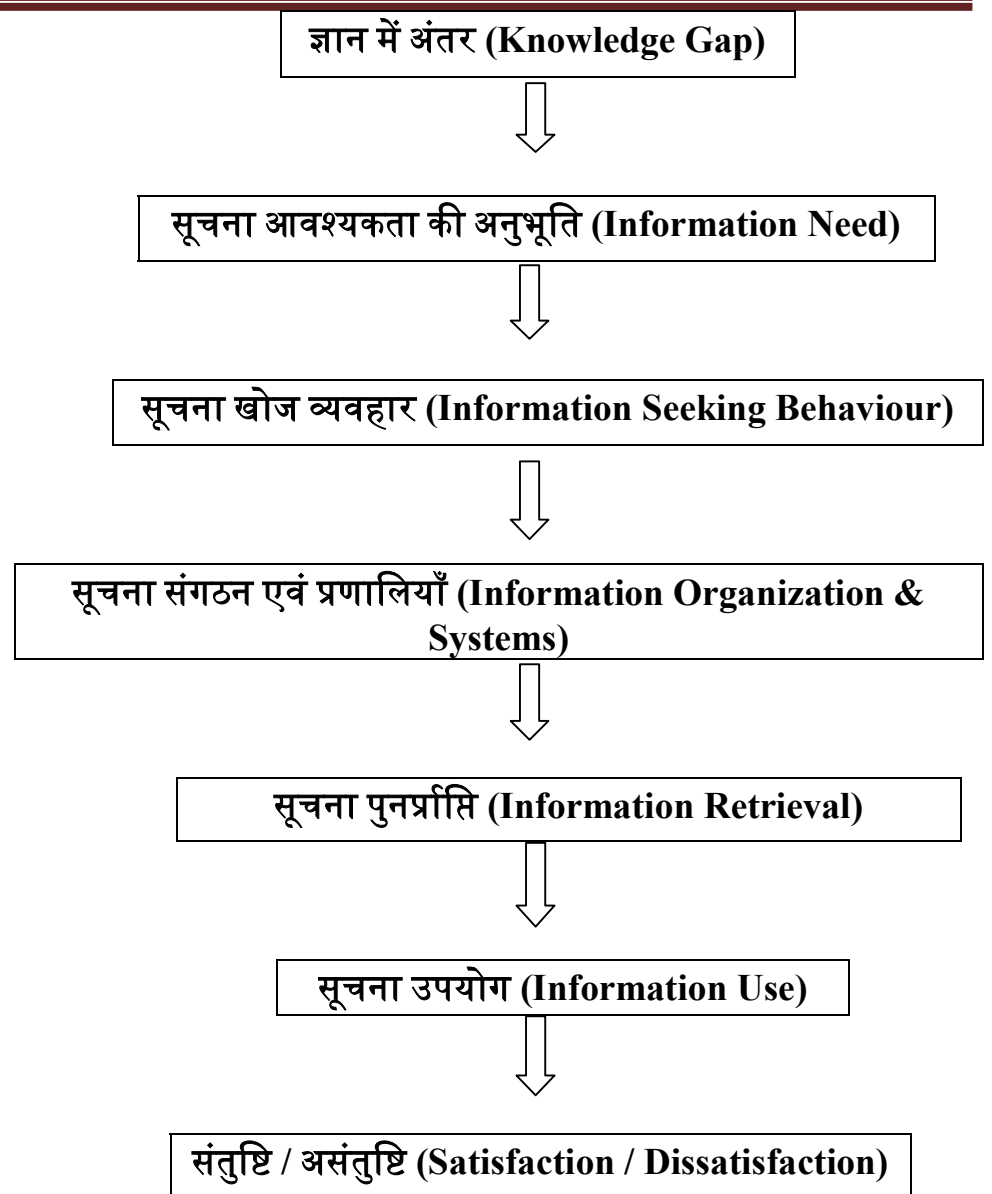 ज्ञान में अंतर (Knowledge Gap)
सूचना आवश्यकता की अनुभूति (Information Need)
सूचना खोज व्यवहार (Information Seeking Behaviour)
सूचना संगठन एवं प्रणालियाँ (Information Organization &
Systems)
सूचना पुनर्प्राप्ति (Information Retrieval)
सूचना उपयोग (Information Use)
संतुष्टि / असंतुष्टि (Satisfaction / Dissatisfaction)